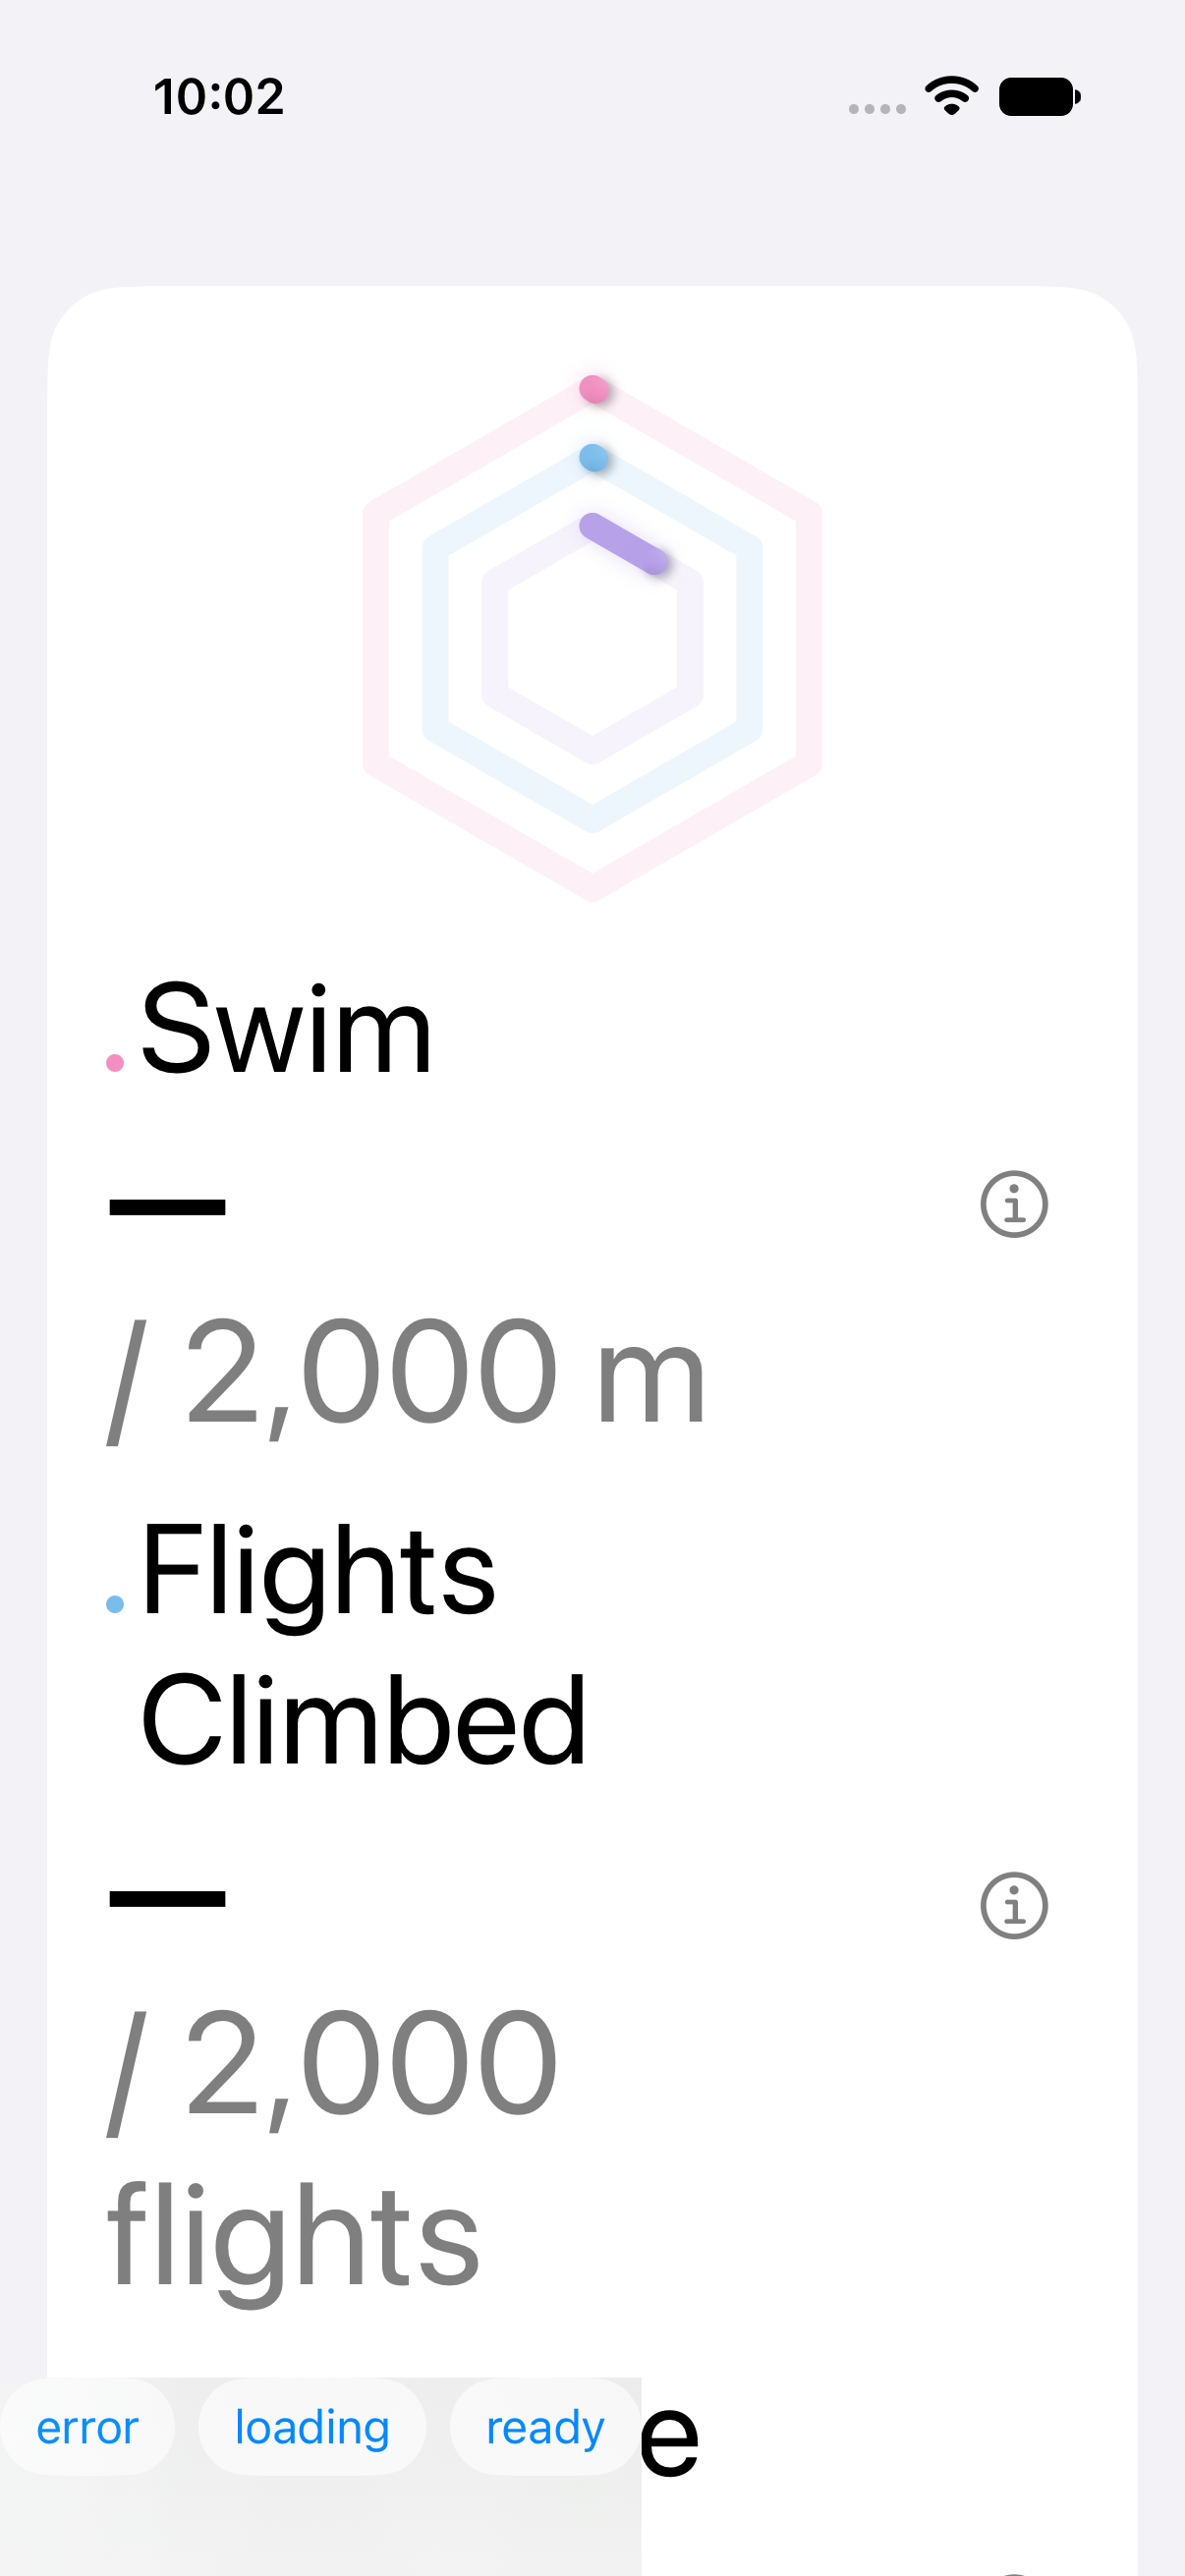 10:02
Swim
—
/ 2,000 m
Flights
Climbed
—
/ 2,000
flights
error loading ready